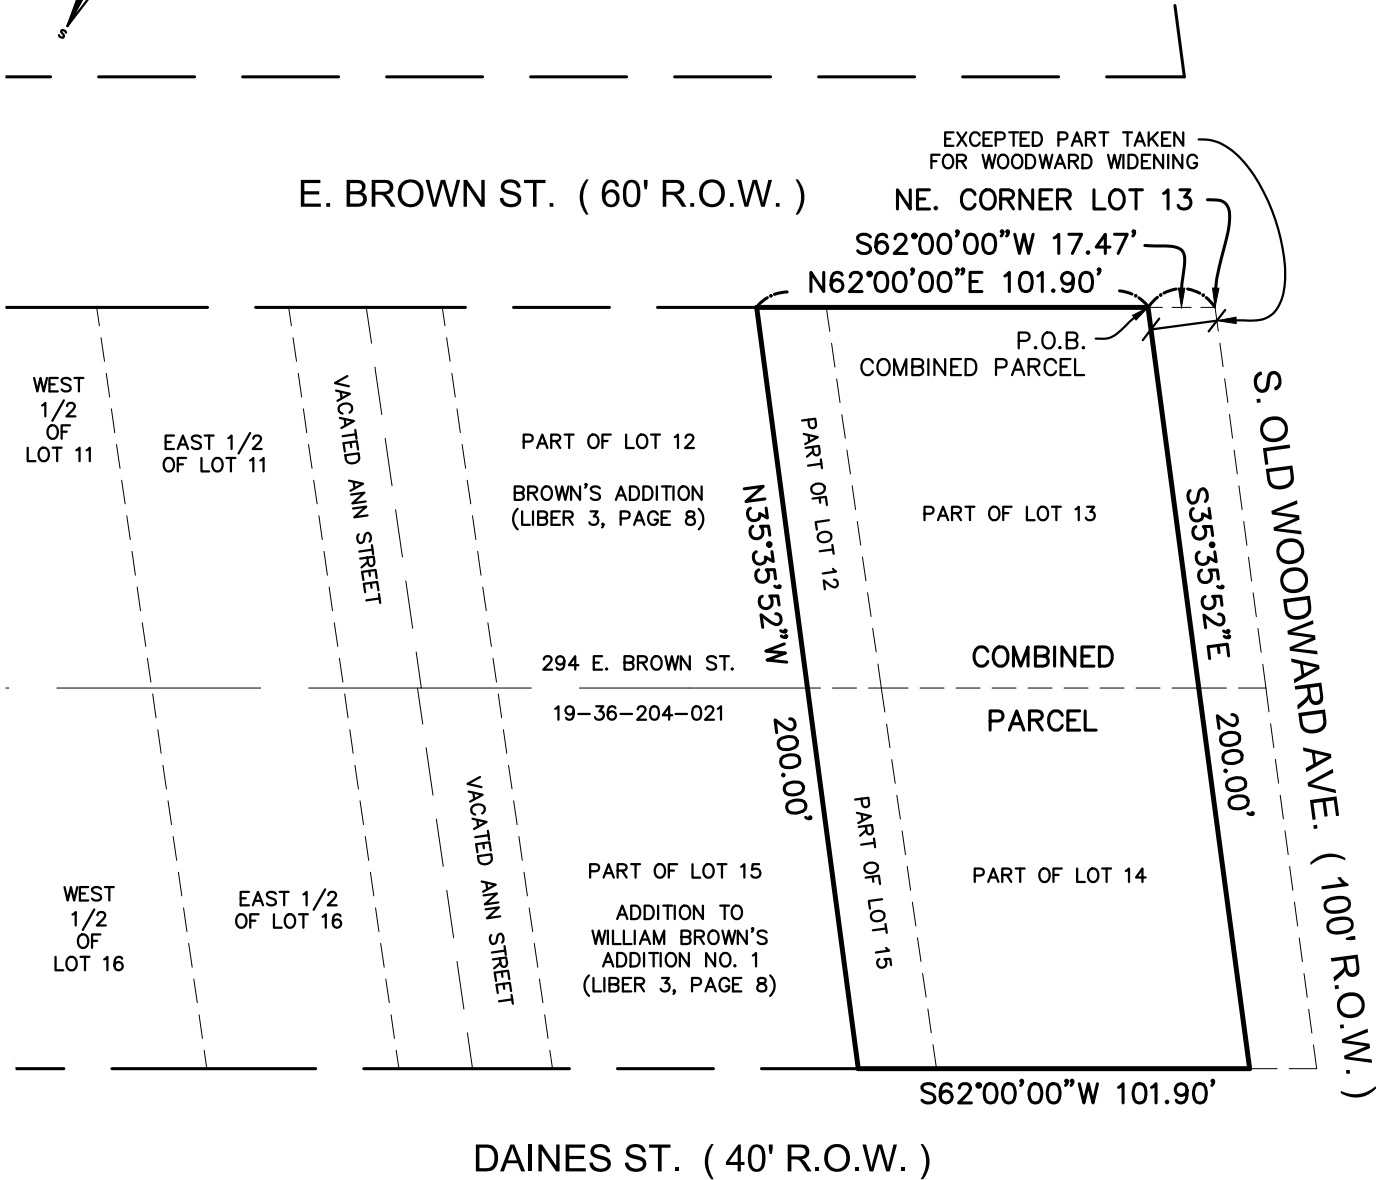 S
EXCEPTED PART TAKEN
FOR WOODWARD WIDENING
E. BROWN ST. ( 60' R.O.W. )
NE. CORNER LOT 13
S62°00'00"W 17.47'
N62°00'00"E 101.90'
P.O.B.
COMBINED PARCEL
WEST
1/2
OF
LOT 11
EAST 1/2
OF LOT 11
VACATED ANN STREET
PART OF LOT 12
BROWN'S ADDITION
(LIBER 3, PAGE 8)
N35°35'52"W 200.00'
PART OF LOT 12
PART OF LOT 13
S35°35'52"E 200.00'
S. OLD WOODWARD AVE. ( 100' R.O.W. )
294 E. BROWN ST.
19-36-204-021
COMBINED
PARCEL
WEST
1/2
OF
LOT 16
EAST 1/2
OF LOT 16
VACATED ANN STREET
PART OF LOT 15
ADDITION TO
WILLIAM BROWN'S
ADDITION NO. 1
(LIBER 3, PAGE 8)
PART OF LOT 15
PART OF LOT 14
S62°00'00"W 101.90'
DAINES ST. ( 40' R.O.W. )